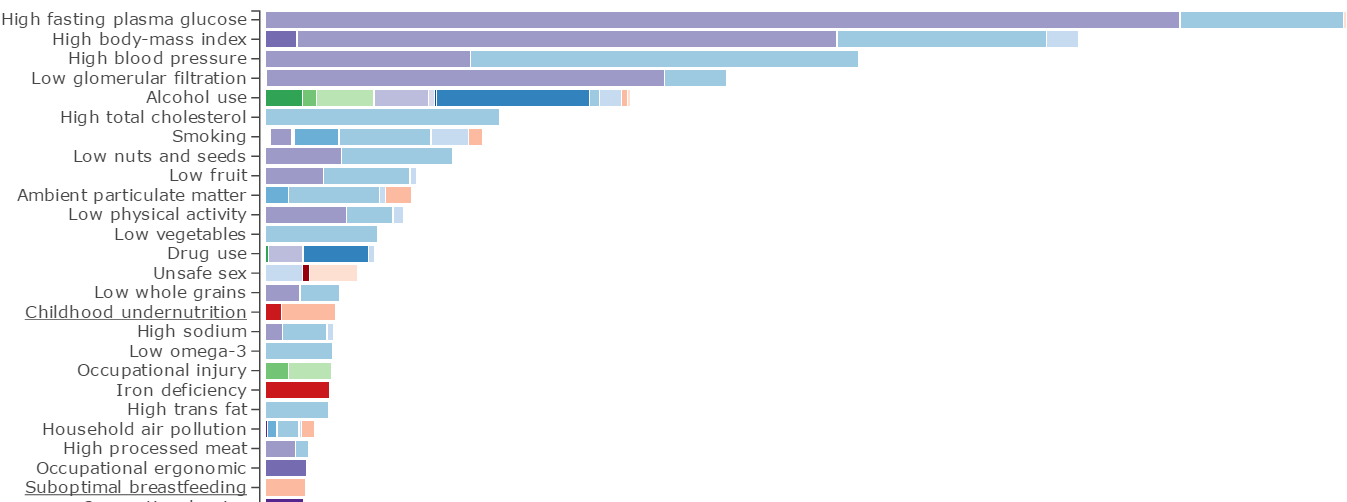 High fasting plasma glucose
High body-mass index
High blood pressure
Low glomerular filtration
Alcohol use
High total cholesterol
Smoking
Low nuts and seeds
Low fruit
Ambient particulate matter
Low physical activity
Low vegetables
Drug use
Unsafe sex
Low whole grains
Childhood undernutrition
High sodium
Low omega-3
Occupational injury
Iron deficiency
High trans fat
Household air pollution
High processed meat
Occupational ergonomic
Suboptimal breastfeeding